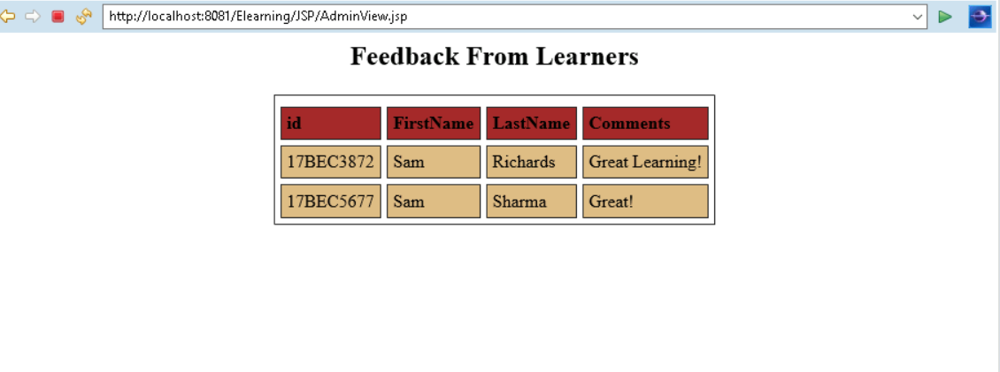 http://localhost:8081/Elearning/JSP/AdminView.jsp
Feedback From Learners
id FirstName LastName Comments
17BEC3872 Sam Richards Great Learning!
17BEC5677 Sam Sharma Great!